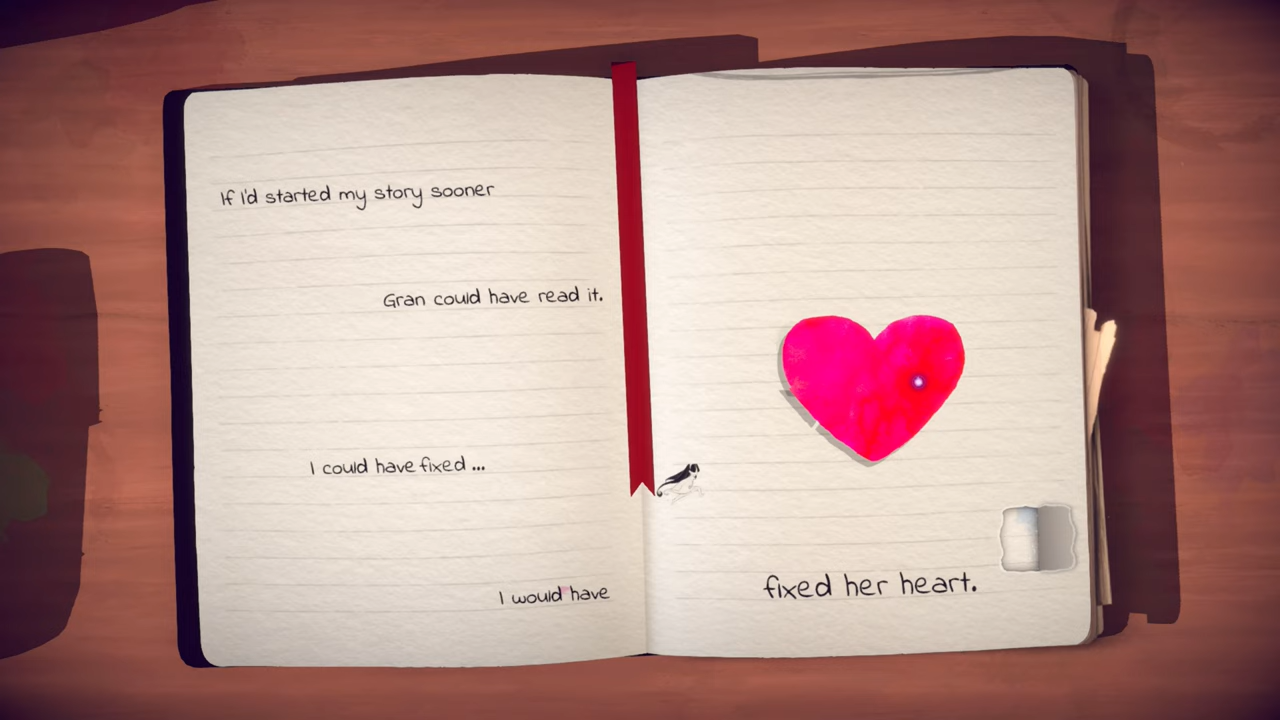 If I'd started my story sooner
Gran could have read it.
I could have fixed ...
I would have
fixed her heart.